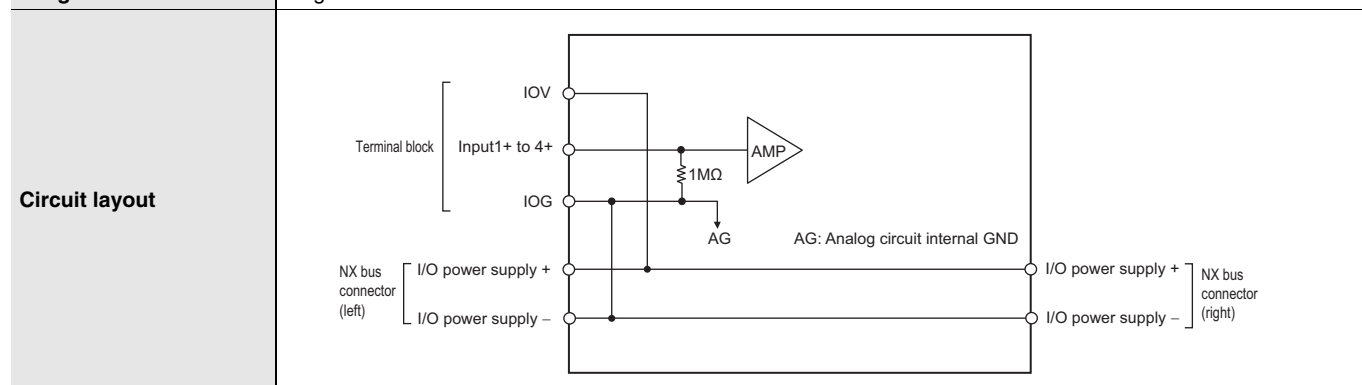 Circuit layout
IOV
Terminal block
Input1+ to 4+
AMP
1MΩ
IOG
AG
AG: Analog circuit internal GND
NX bus
connector
(left)
I/O power supply +
I/O power supply –
I/O power supply +
I/O power supply –
NX bus
connector
(right)